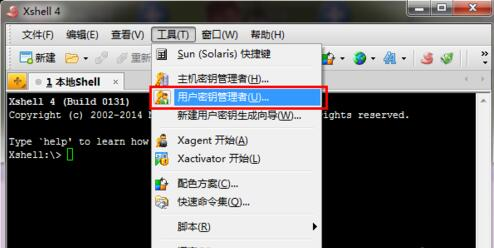 Xshell 4
文件(F) 编辑(E) 查看(V) 工具(T) 窗口(W) 帮助(H)
新建 重新
Sun (Solaris) 快捷键
1 本地Shell
主机密钥管理者(H)...
用户密钥管理者(U)...
新建用户密钥生成向导(W)...
Xagent 开始(A)
Xactivator 开始(L)
配色方案(C)...
快速命令集(Q)...
脚本(R)
Xshell 4 (Build 0131)
Copyright (c) 2002-2014 rights reserved.
Type `help' to learn how
Xshell:\>